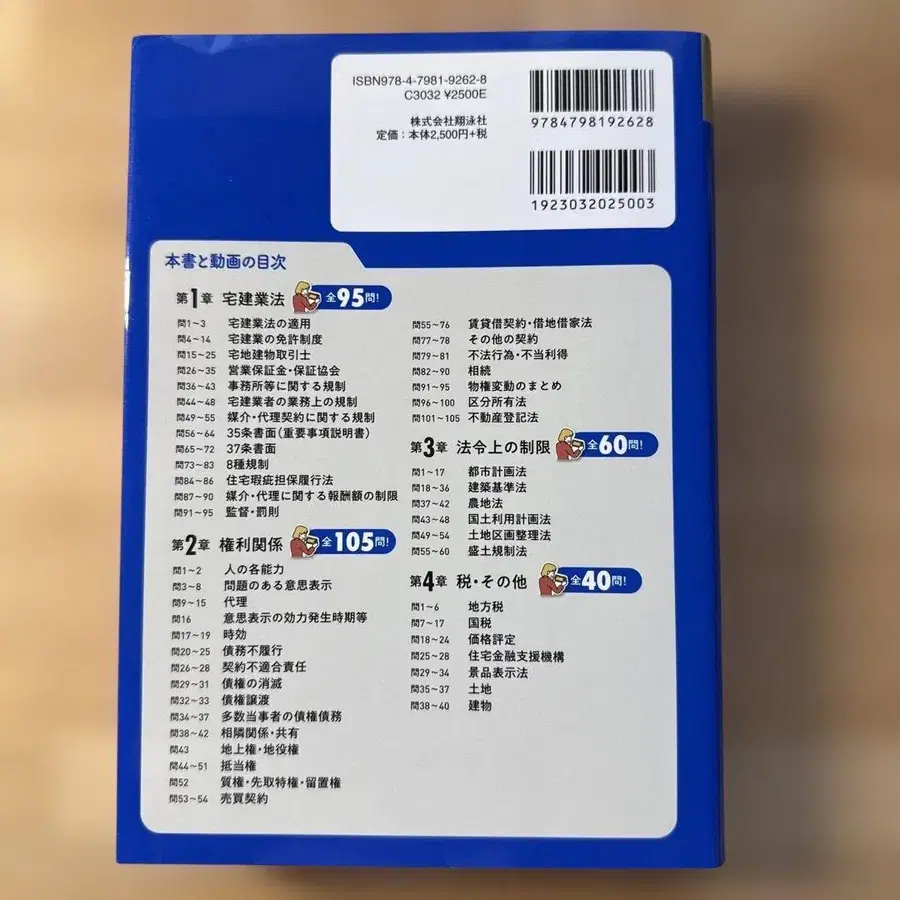 ISBN978-4-7981-9262-8
C3032 ¥2500E
株式会社翔泳社
定価：本体2,500円+税
9784798192628
1923032025003
本書と動画の目次
第1章 宅建業法 全95問！
問1～3 宅建業法の適用
問4～14 宅建業の免許制度
問15～25 宅地建物取引士
問26～35 営業保証金・保証協会
問36～43 事務所等に関する規制
問44～48 宅建業者の業務上の規制
問49～55 媒介・代理契約に関する規制
問56～64 35条書面（重要事項説明書）
問65～72 37条書面
問73～83 8種規制
問84～86 住宅瑕疵担保履行法
問87～90 媒介・代理に関する報酬額の制限
問91～95 監督・罰則
第2章 権利関係 全105問！
問1～2 人の各能力
問3～8 問題のある意思表示
問9～15 代理
問16 意思表示の効力発生時期等
問17～19 時効
問20～25 債務不履行
問26～28 契約不適合責任
問29～31 債権の消滅
問32～33 債権譲渡
問34～37 多数当事者の債権債務
問38～42 相隣関係・共有
問43 地上権・地役権
問44～51 抵当権
問52 質権・先取特権・留置権
問53～54 売買契約
問55～76 賃貸借契約・借地借家法
問77～78 その他の契約
問79～81 不法行為・不当利得
問82～90 相続
問91～95 物権変動のまとめ
問96～100 区分所有法
問101～105 不動産登記法
第3章 法令上の制限 全60問！
問1～17 都市計画法
問18～36 建築基準法
問37～42 農地法
問43～48 国土利用計画法
問49～54 土地区画整理法
問55～60 盛土規制法
第4章 税・その他 全40問！
問1～6 地方税
問7～17 国税
問18～24 価格評定
問25～28 住宅金融支援機構
問29～34 景品表示法
問35～37 土地
問38～40 建物